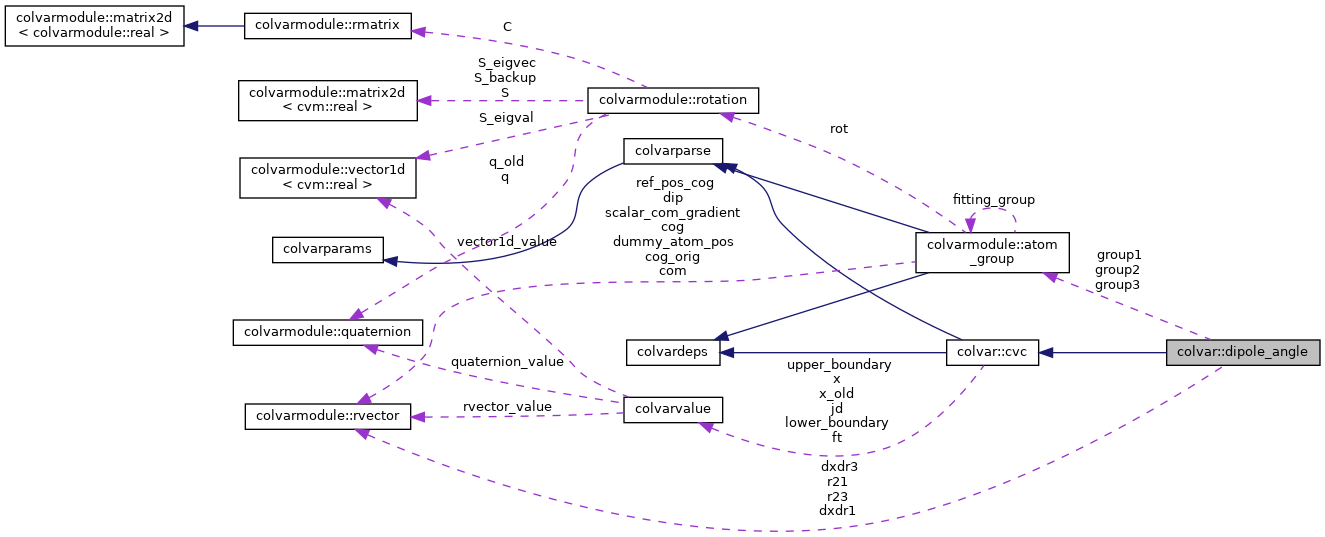 colvarmodule::matrix2d
< colvarmodule::real >
colvarmodule::rmatrix
C
S_eigvec
S_backup
S
colvarmodule::matrix2d
< cvm::real >
colvarmodule::rotation
S_eigval
rot
colvarparse
q_old
q
colvarmodule::vector1d
< cvm::real >
ref_pos_cog
dip
scalar_com_gradient
cog
dummy_atom_pos
cog_orig
com
fitting_group
colvarparams
vector1d_value
colvarmodule::atom
_group
group1
group2
group3
colvarmodule::quaternion
colvardeps
colvar::cvc
colvar::dipole_angle
quaternion_value
upper_boundary
x
x_old
jd
lower_boundary
ft
colvarmodule::rvector
rvector_value
colvarvalue
dxdr3
r21
r23
dxdr1